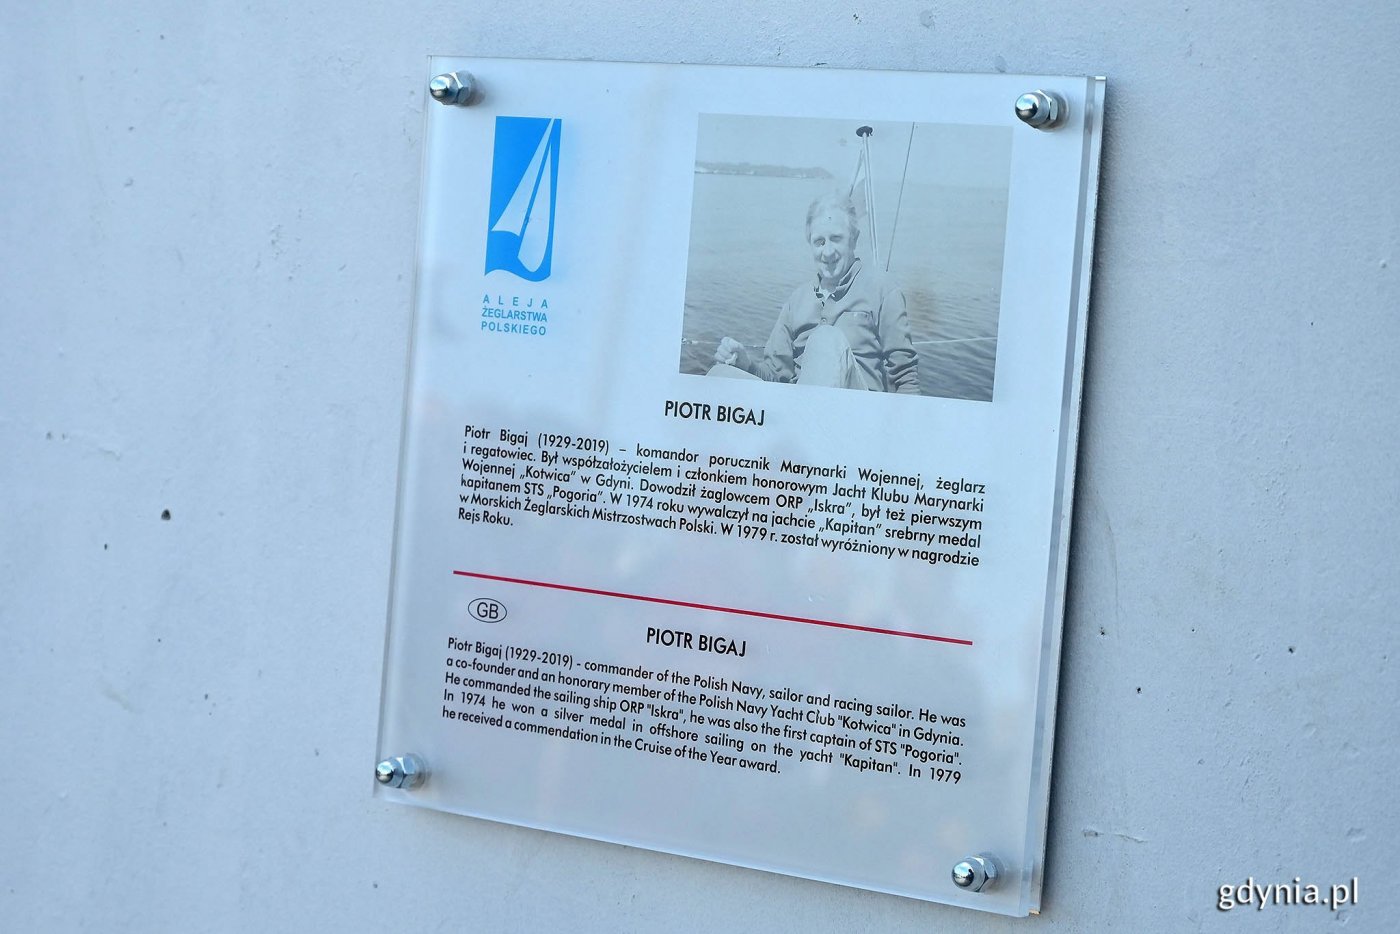 ALEJA
ŻEGLARSTWA
POLSKIEGO
PIOTR BIGAJ
Piotr Bigaj (1929-2019) – komandor porucznik Marynarki Wojennej, żeglarz
i regatowiec. Był współzałożycielem i członkiem honorowym Jacht Klubu Marynarki
Wojennej „Kotwica” w Gdyni. Dowodził żaglowcem ORP „Iskra”, był też pierwszym
kapitanem STS „Pogoria”. W 1974 roku wywalczył na jachcie „Kapitan” srebrny medal
w Morskich Żeglarskich Mistrzostwach Polski. W 1979 r. został wyróżniony w nagrodzie
Rejs Roku.
GB
PIOTR BIGAJ
Piotr Bigaj (1929-2019) - commander of the Polish Navy, sailor and racing sailor. He was
a co-founder and an honorary member of the Polish Navy Yacht Club "Kotwica" in Gdynia.
He commanded the sailing ship ORP "Iskra", he was also the first captain of STS "Pogoria".
In 1974 he won a silver medal in offshore sailing on the yacht "Kapitan". In 1979
he received a commendation in the Cruise of the Year award.
gdynia.pl